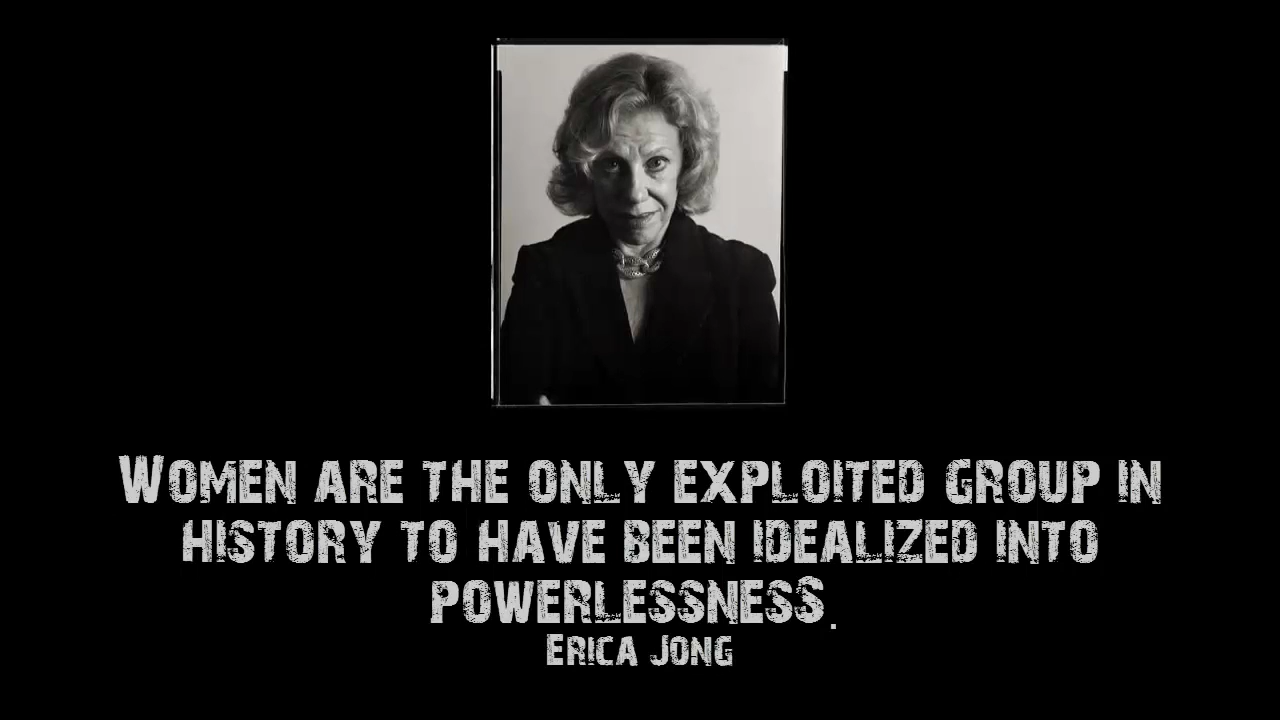 Women are the only exploited group in
history to have been idealized into
powerlessness.
Erica Jong